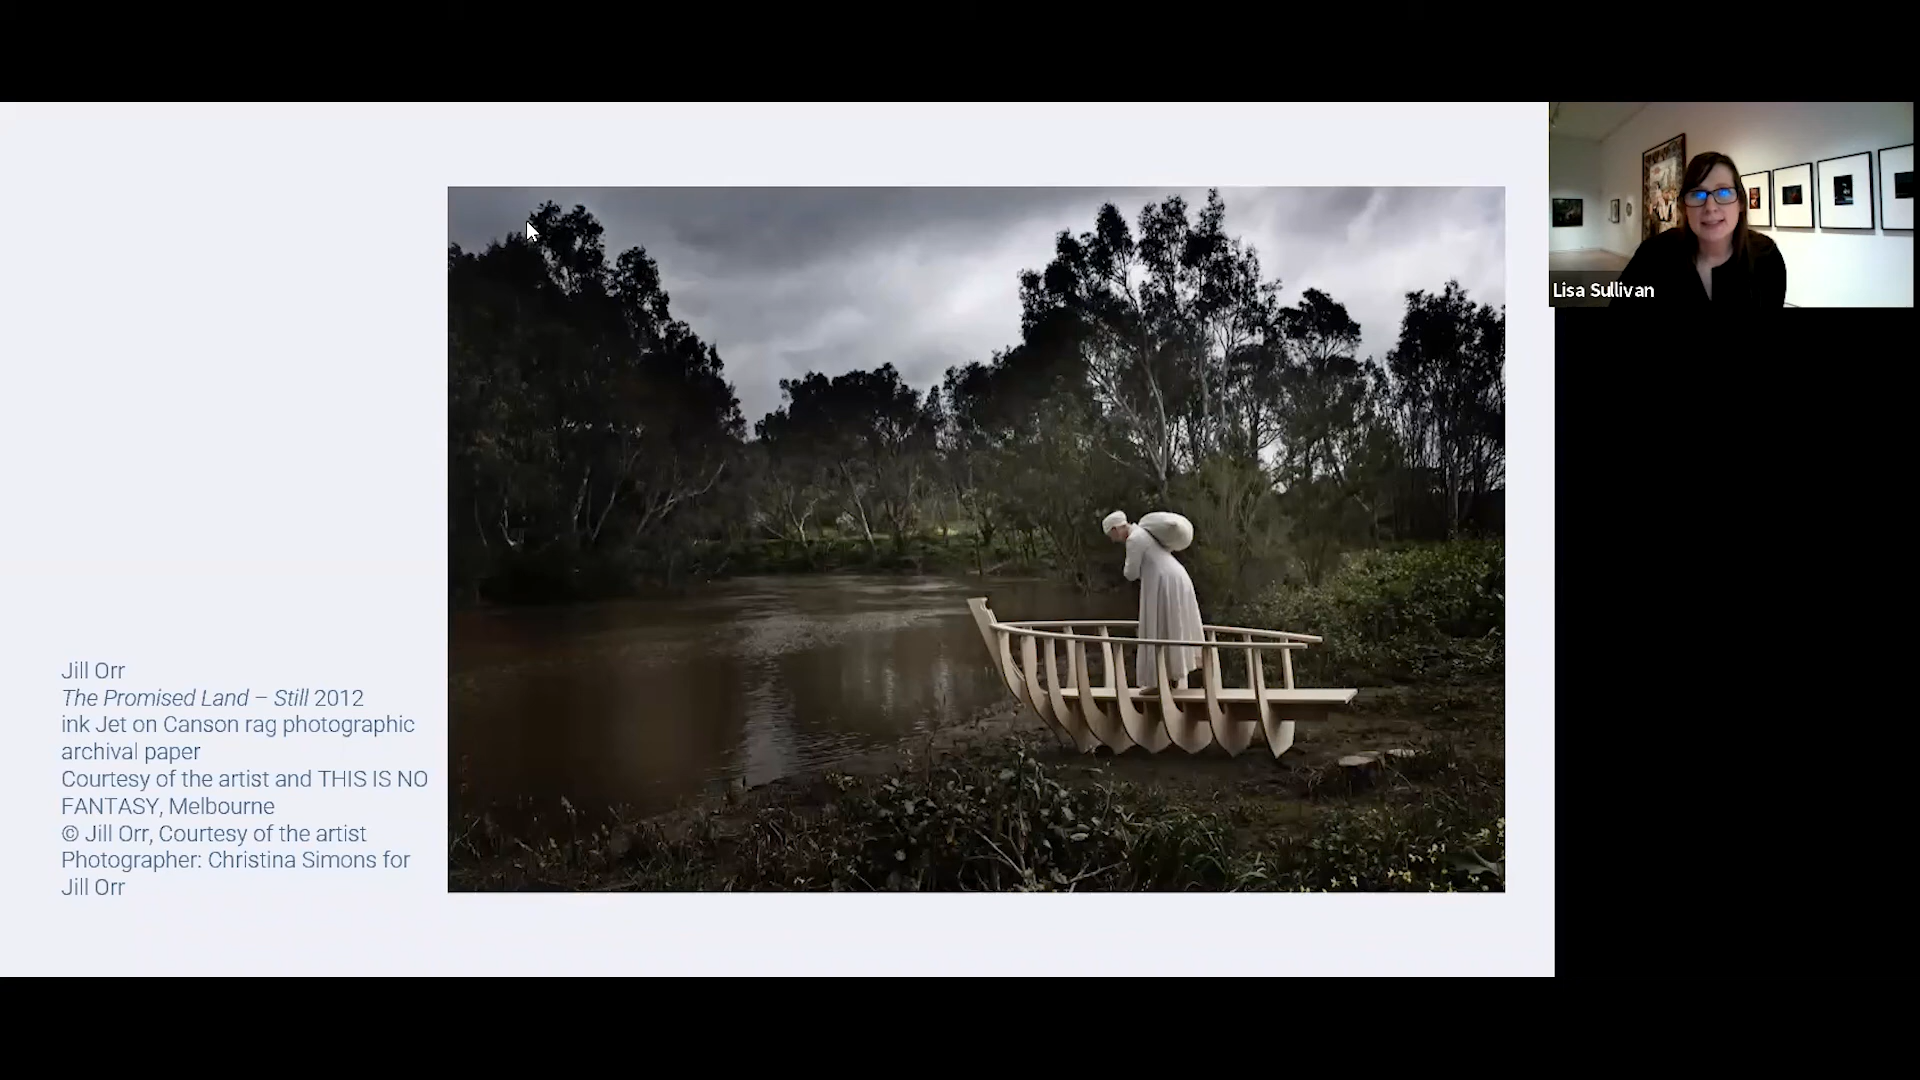 Jill Orr
The Promised Land – Still 2012
ink Jet on Canson rag photographic
archival paper
Courtesy of the artist and THIS IS NO
FANTASY, Melbourne
© Jill Orr, Courtesy of the artist
Photographer: Christina Simons for
Jill Orr
Lisa Sullivan